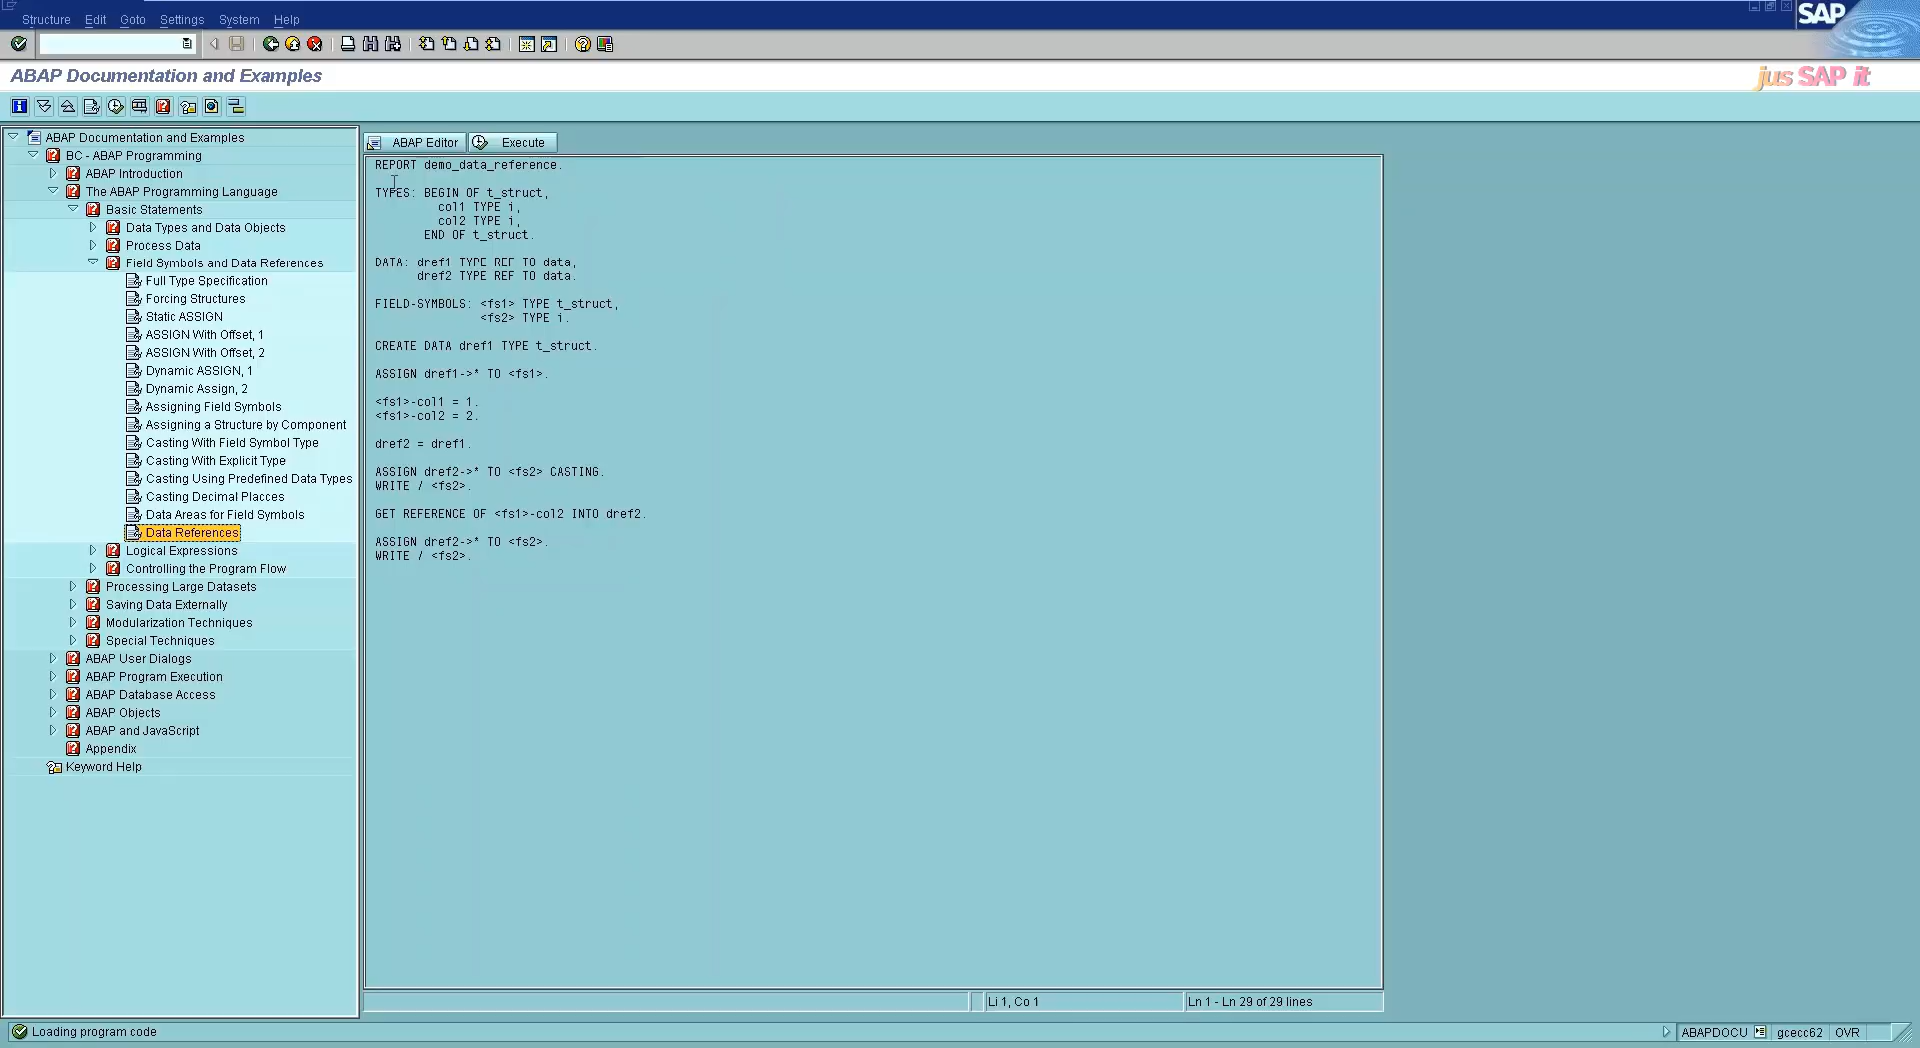 Structure Edit Goto Settings System Help
SAP
ABAP Documentation and Examples
jus SAP it
ABAP Documentation and Examples
BC - ABAP Programming
ABAP Introduction
The ABAP Programming Language
Basic Statements
Data Types and Data Objects
Process Data
Field Symbols and Data References
Full Type Specification
Forcing Structures
Static ASSIGN
ASSIGN With Offset, 1
ASSIGN With Offset, 2
Dynamic ASSIGN, 1
Dynamic Assign, 2
Assigning Field Symbols
Assigning a Structure by Component
Casting With Field Symbol Type
Casting With Explicit Type
Casting Using Predefined Data Types
Casting Decimal Placces
Data Areas for Field Symbols
Data References
Logical Expressions
Controlling the Program Flow
Processing Large Datasets
Saving Data Externally
Modularization Techniques
Special Techniques
ABAP User Dialogs
ABAP Program Execution
ABAP Database Access
ABAP Objects
ABAP and JavaScript
Appendix
Keyword Help
ABAP Editor Execute
REPORT demo_data_reference.
TYPES: BEGIN OF t_struct,
col1 TYPE i,
col2 TYPE i,
END OF t_struct.
DATA: dref1 TYPE REF TO data,
dref2 TYPE REF TO data.
FIELD-SYMBOLS: <fs1> TYPE t_struct,
<fs2> TYPE i.
CREATE DATA dref1 TYPE t_struct.
ASSIGN dref1->* TO <fs1>.
<fs1>-col1 = 1.
<fs1>-col2 = 2.
dref2 = dref1.
ASSIGN dref2->* TO <fs2> CASTING.
WRITE / <fs2>.
GET REFERENCE OF <fs1>-col2 INTO dref2.
ASSIGN dref2->* TO <fs2>.
WRITE / <fs2>.
Li 1, Co 1 Ln 1 - Ln 29 of 29 lines
Loading program code
ABAPDOCU gcecc62 OVR